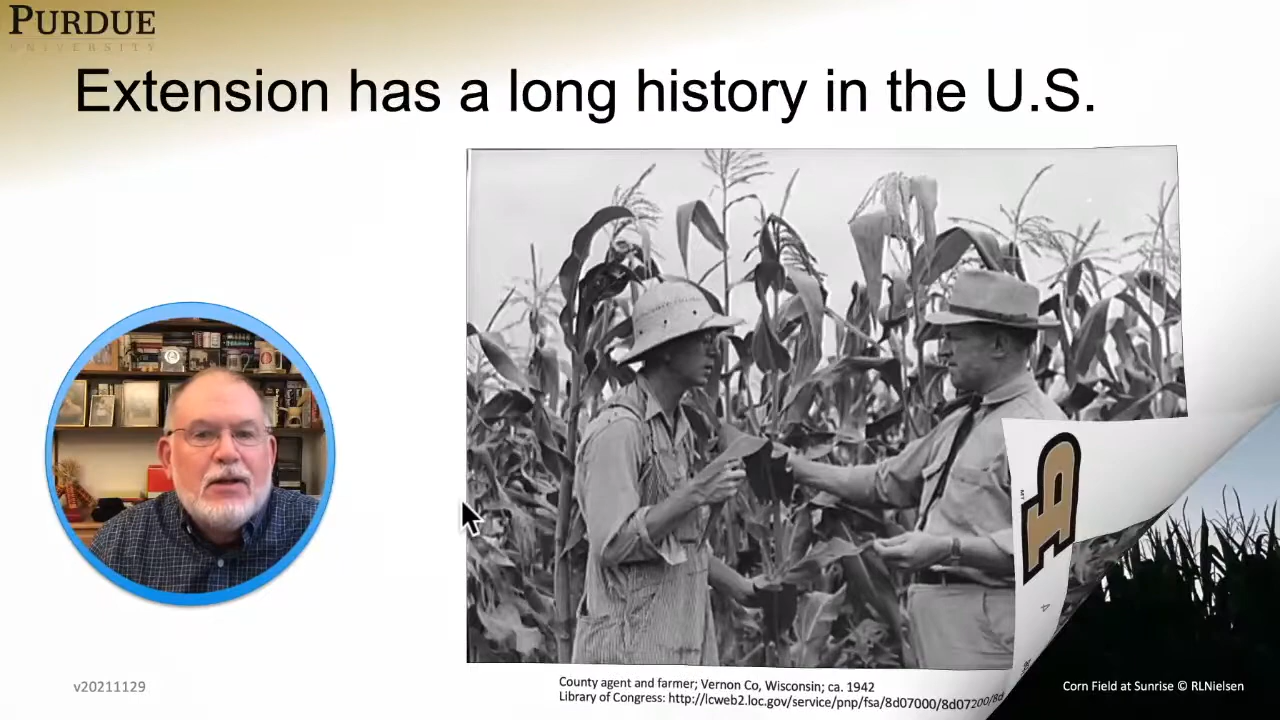 PURDUE
UNIVERSITY
Extension has a long history in the U.S.
v20211129
County agent and farmer; Vernon Co, Wisconsin; ca. 1942
Library of Congress: http://lcweb2.loc.gov/service/pnp/fsa/8d07000/8d07200/8d
Corn Field at Sunrise © RLNielsen